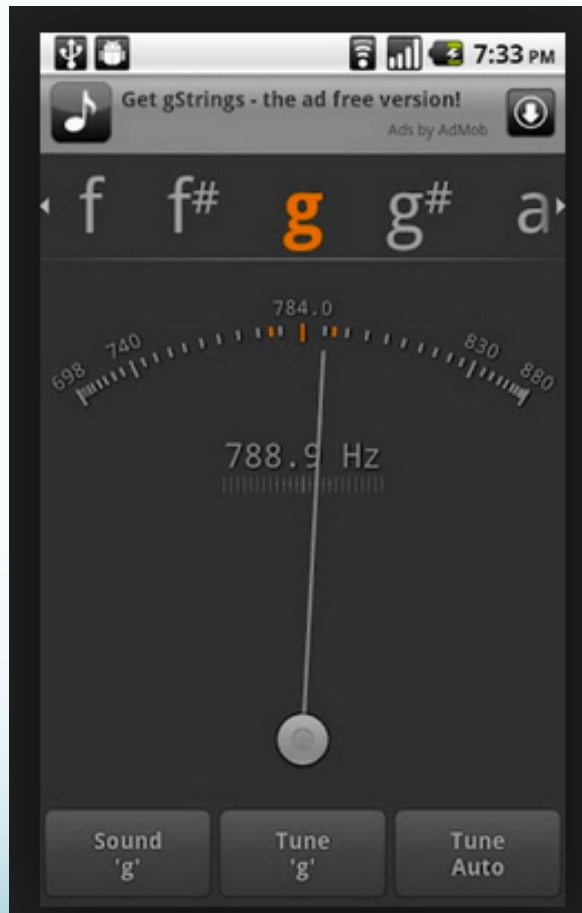 7:33 PM
Get gStrings - the ad free version!
Ads by AdMob
f f# g g# a
784.0
740 830
698 880
788.9 Hz
Sound 'g'
Tune 'g'
Tune Auto